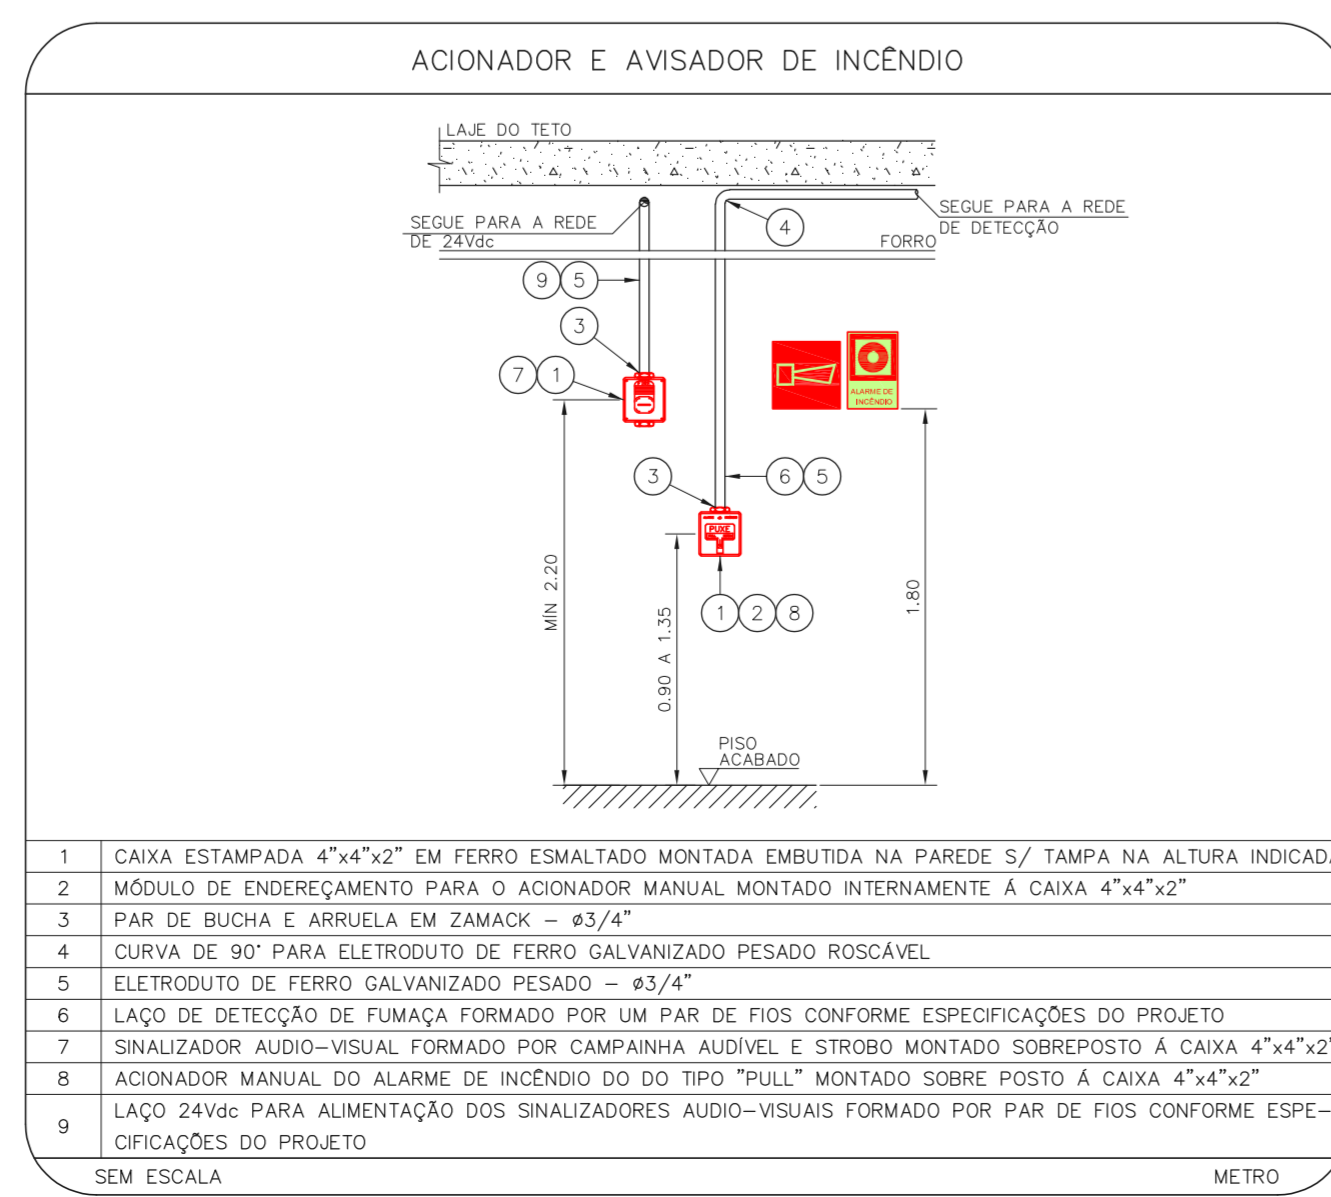 ACIONADOR E AVISADOR DE INCÊNDIO
LAJE DO TETO
SEGUE PARA A REDE
DE 24Vdc
SEGUE PARA A REDE
DE DETECÇÃO
4
FORRO
9 5
3
7 1
ALARME DE
INCÊNDIO
3
6 5
PUXE
1 2 8
MÍN 2.20
0.90 A 1.35
1.80
PISO
ACABADO
1 CAIXA ESTAMPADA 4"x4"x2" EM FERRO ESMALTADO MONTADA EMBUTIDA NA PAREDE S/ TAMPA NA ALTURA INDICADA
2 MÓDULO DE ENDEREÇAMENTO PARA O ACIONADOR MANUAL MONTADO INTERNAMENTE Á CAIXA 4"x4"x2"
3 PAR DE BUCHA E ARRUELA EM ZAMACK – ø3/4"
4 CURVA DE 90° PARA ELETRODUTO DE FERRO GALVANIZADO PESADO ROSCÁVEL
5 ELETRODUTO DE FERRO GALVANIZADO PESADO – ø3/4"
6 LAÇO DE DETECÇÃO DE FUMAÇA FORMADO POR UM PAR DE FIOS CONFORME ESPECIFICAÇÕES DO PROJETO
7 SINALIZADOR AUDIO–VISUAL FORMADO POR CAMPAINHA AUDÍVEL E STROBO MONTADO SOBREPOSTO Á CAIXA 4"x4"x2"
8 ACIONADOR MANUAL DO ALARME DE INCÊNDIO DO DO TIPO "PULL" MONTADO SOBRE POSTO Á CAIXA 4"x4"x2"
9 LAÇO 24Vdc PARA ALIMENTAÇÃO DOS SINALIZADORES AUDIO–VISUAIS FORMADO POR PAR DE FIOS CONFORME ESPE–
CIFICAÇÕES DO PROJETO
SEM ESCALA
METRO